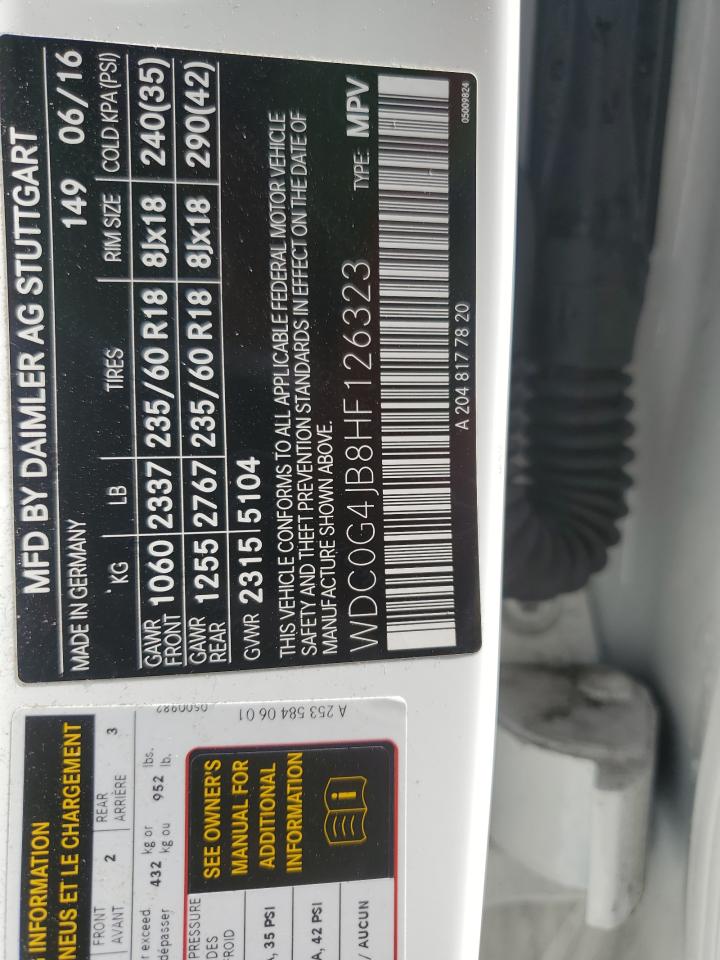 MFD BY DAIMLER AG STUTTGART
MADE IN GERMANY 149 06/16
KG LB TIRES RIM SIZE COLD KPA(PSI)
GAWR FRONT 1060 2337 235/60 R18 8Jx18 240(35)
GAWR REAR 1255 2767 235/60 R18 8Jx18 290(42)
GVWR 2315 5104
THIS VEHICLE CONFORMS TO ALL APPLICABLE FEDERAL MOTOR VEHICLE
SAFETY AND THEFT PREVENTION STANDARDS IN EFFECT ON THE DATE OF
MANUFACTURE SHOWN ABOVE.
WDC0G4JB8HF126323 TYPE: MPV
A 204 817 78 20 05009824
A 253 584 06 01
INFORMATION
NEUS ET LE CHARGEMENT
FRONT 2 REAR 3
AVANT ARRIÈRE
r exceed 432 kg or 952 lbs.
dépasser kg ou lb.
PRESSURE
DES
FROID
, 35 PSI
A, 42 PSI
/ AUCUN
SEE OWNER'S
MANUAL FOR
ADDITIONAL
INFORMATION